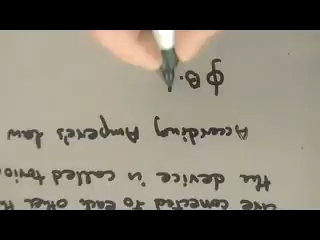 are connected to each other
the device is called
According Ampere's law
∮ B.